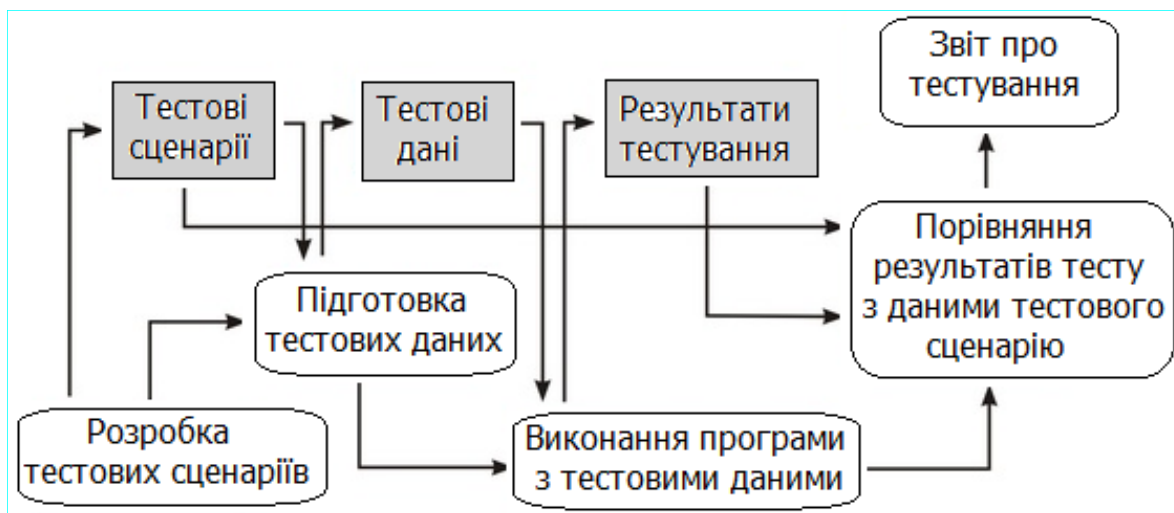 Звіт про
тестування
Тестові
сценарії
Тестові
дані
Результати
тестування
Порівняння
результатів тесту
з даними тестового
сценарію
Підготовка
тестових даних
Розробка
тестових сценаріїв
Виконання програми
з тестовими даними